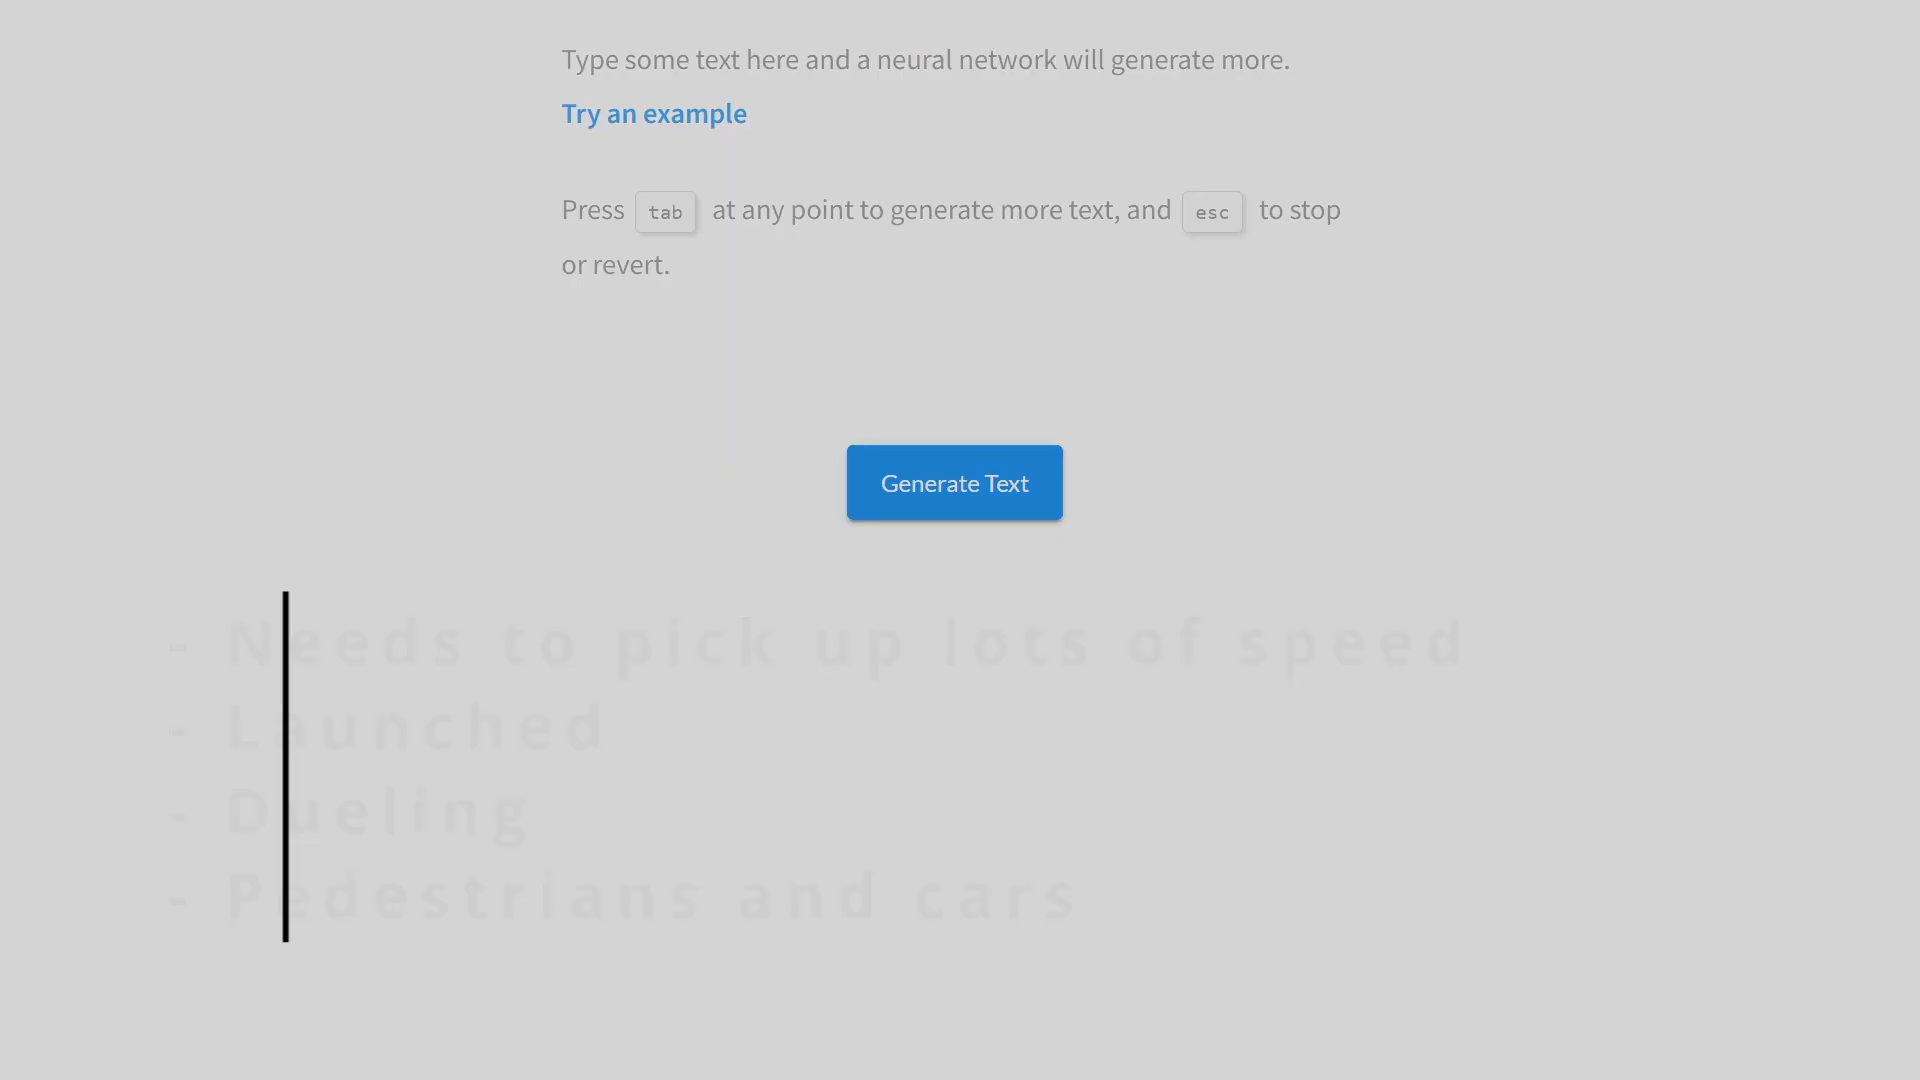 Type some text here and a neural network will generate more.
Try an example
Press tab at any point to generate more text, and esc to stop
or revert.
Generate Text
- Needs to pick up lots of speed
- Launched
- Dueling
- Pedestrians and cars